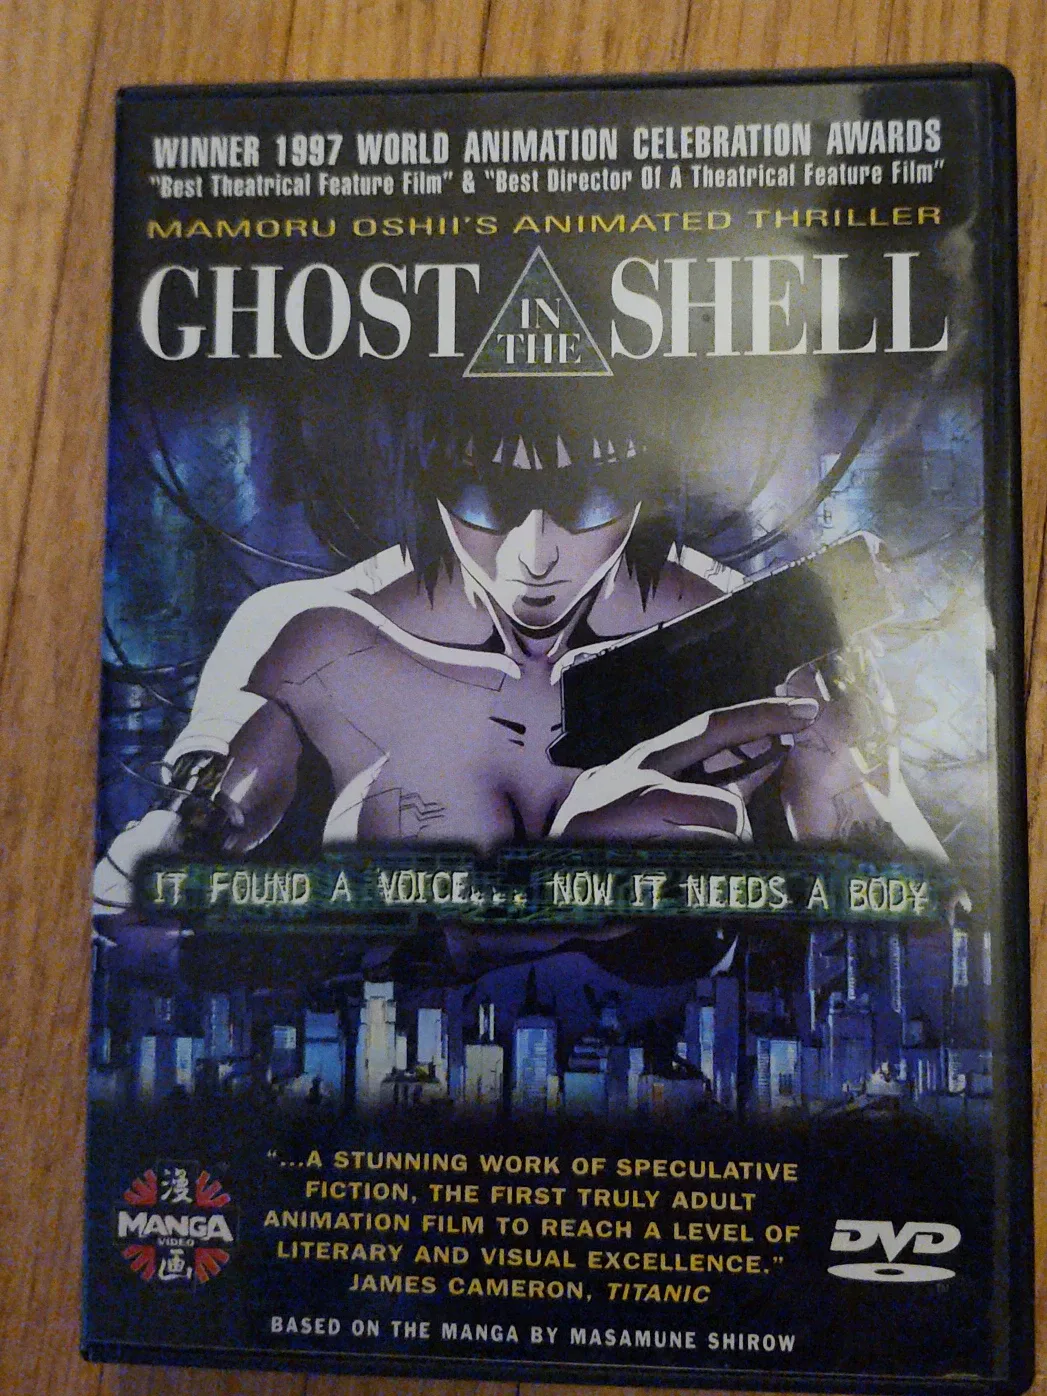 WINNER 1997 WORLD ANIMATION CELEBRATION AWARDS
"Best Theatrical Feature Film" & "Best Director Of A Theatrical Feature Film"
MAMORU OSHII'S ANIMATED THRILLER
GHOST IN THE SHELL
IT FOUND A VOICE... NOW IT NEEDS A BODY
"...A STUNNING WORK OF SPECULATIVE
FICTION, THE FIRST TRULY ADULT
ANIMATION FILM TO REACH A LEVEL OF
LITERARY AND VISUAL EXCELLENCE."
JAMES CAMERON, TITANIC
漫
MANGA
VIDEO
画
DVD
BASED ON THE MANGA BY MASAMUNE SHIROW